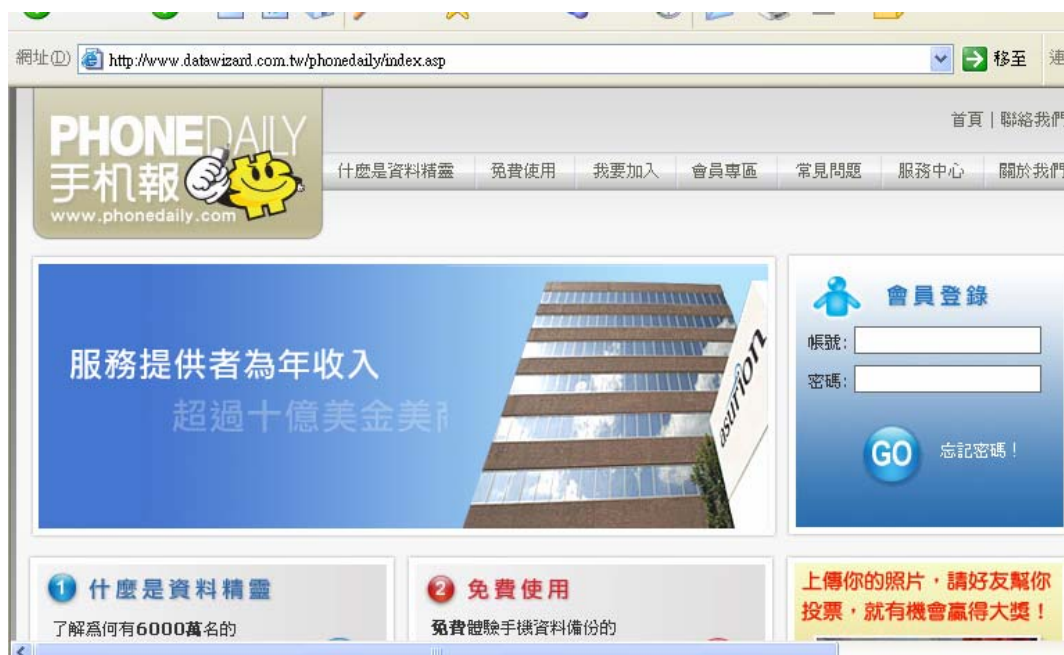 網址(D) http://www.datawizard.com.tw/phonedaily/index.asp 移至
首頁 | 聯絡我們
PHONEDAILY
手机報
www.phonedaily.com
什麼是資料精靈 免費使用 我要加入 會員專區 常見問題 服務中心 關於我們
服務提供者為年收入
超過十億美金美
asurion
會員登錄
帳號:
密碼:
GO 忘記密碼!
1 什麼是資料精靈
了解為何有6000萬名的
2 免費使用
免費體驗手機資料備份的
上傳你的照片,請好友幫你
投票,就有機會贏得大獎!